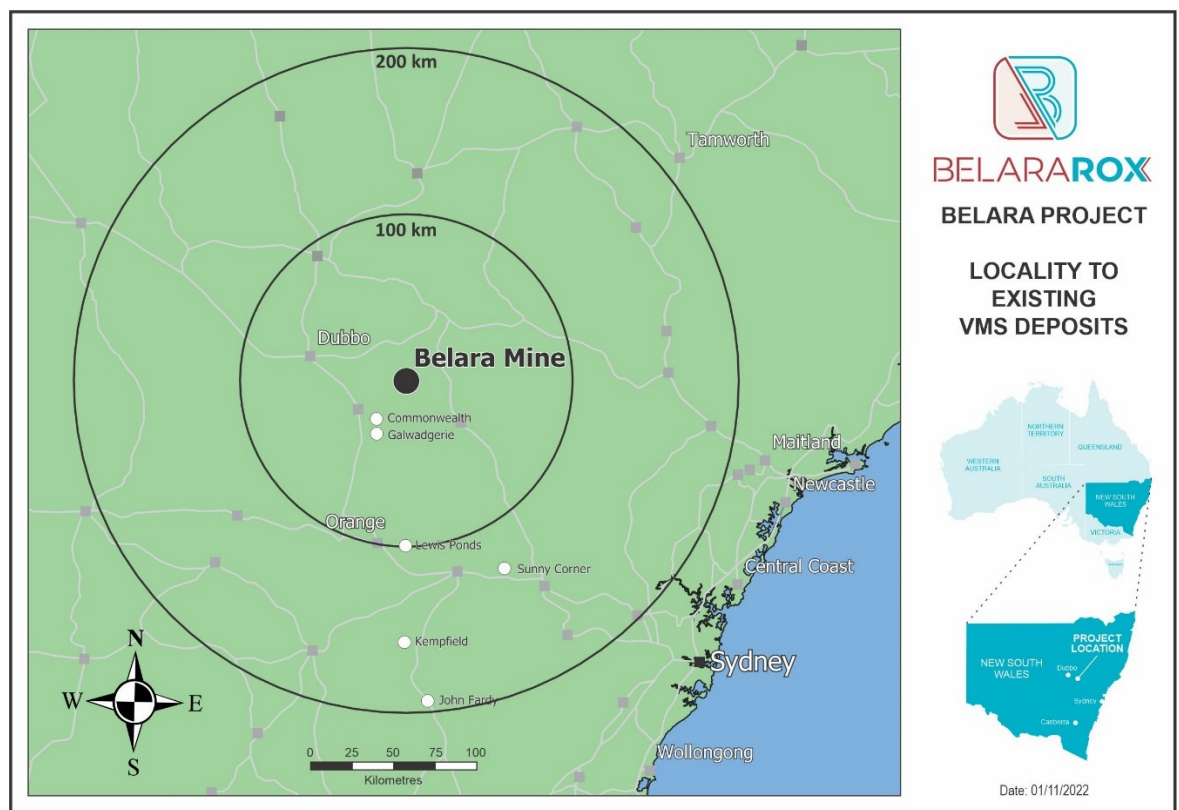 200 km
Tamworth
100 km
Dubbo
Belara Mine
Commonwealth
Galwadgerie
Maitland
Newcastle
Orange
Lewis Ponds
Sunny Corner
Central Coast
Kempfield
Sydney
John Fardy
Wollongong
N
W E
S
0 25 50 75 100
Kilometres
BELARAROX
BELARA PROJECT
LOCALITY TO
EXISTING
VMS DEPOSITS
NORTHERN
TERRITORY
QUEENSLAND
WESTERN
AUSTRALIA
SOUTH
AUSTRALIA
NEW SOUTH
WALES
VICTORIA
PROJECT
LOCATION
NEW SOUTH
WALES
Dubbo
Sydney
Canberra
Date: 01/11/2022